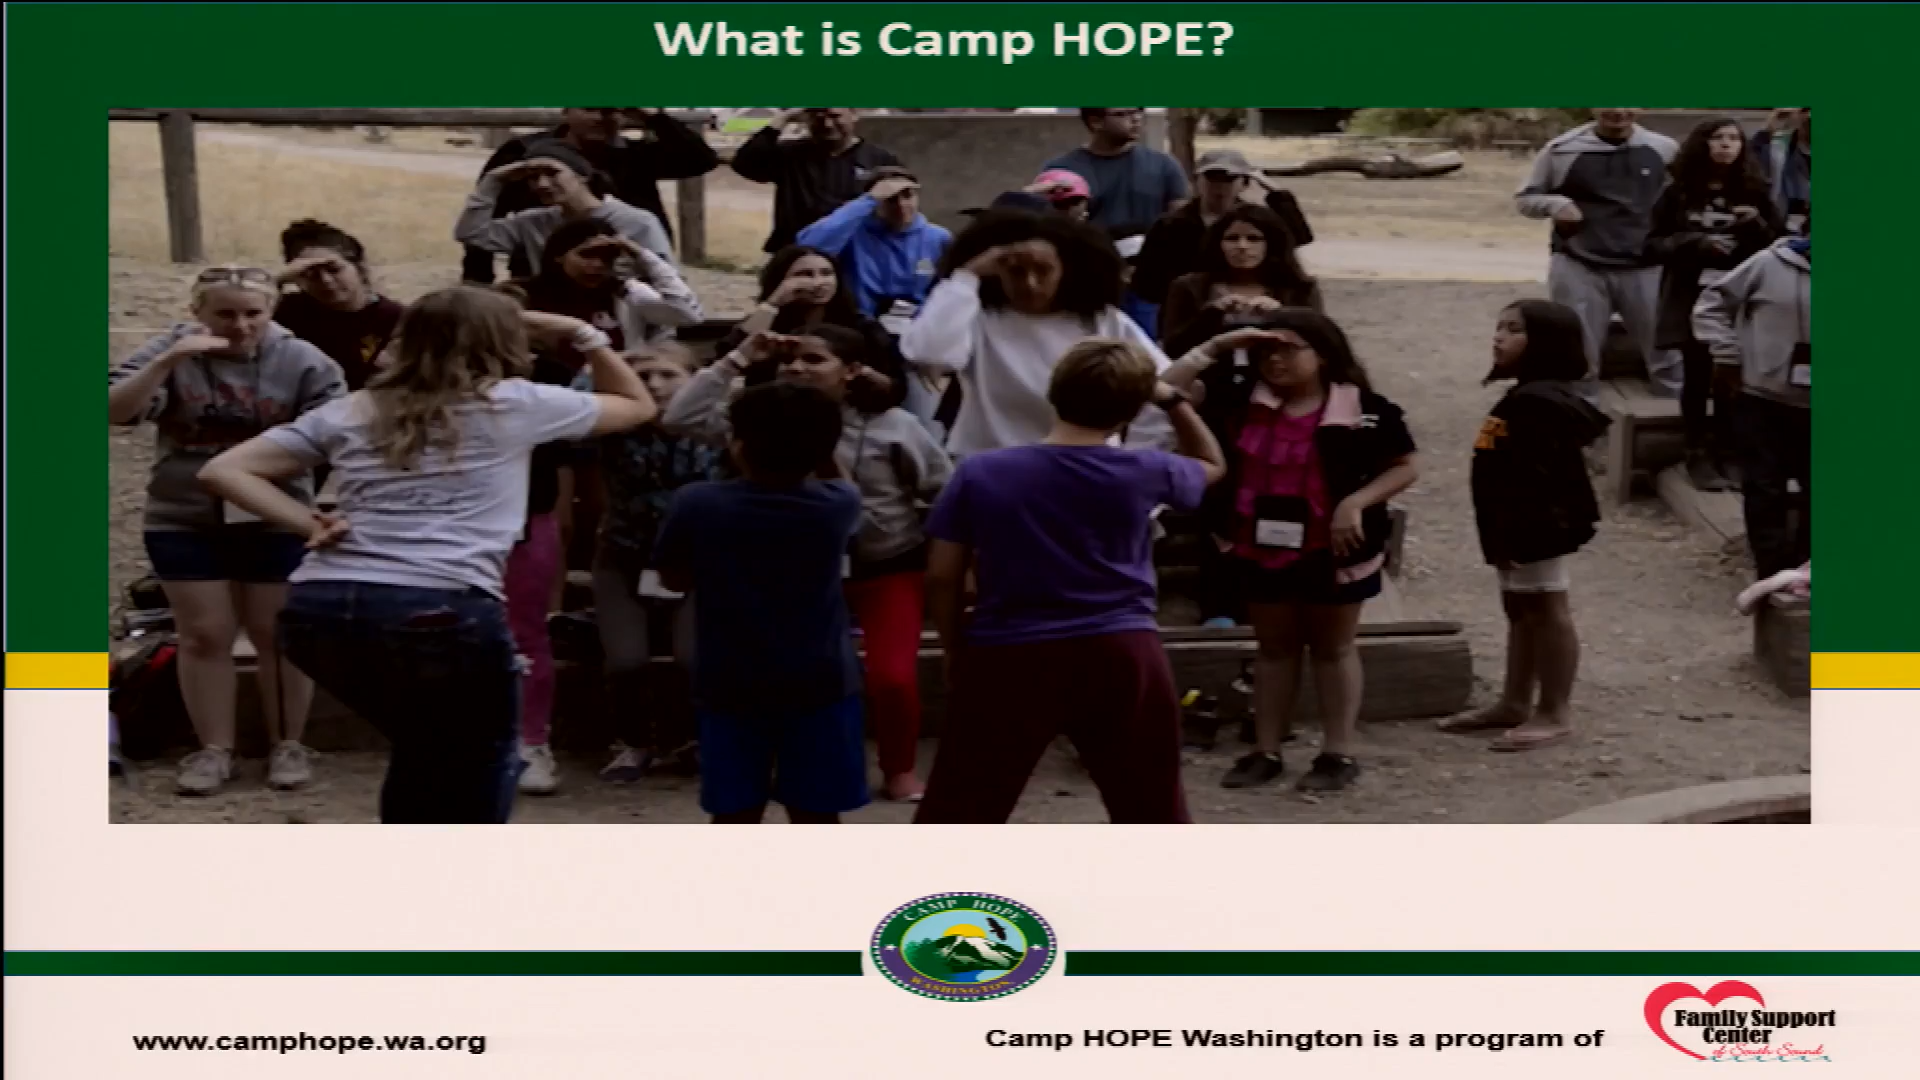 What is Camp HOPE?
CAMP HOPE
WASHINGTON
www.camphope.wa.org
Camp HOPE Washington is a program of
Family Support
Center
of South Sound